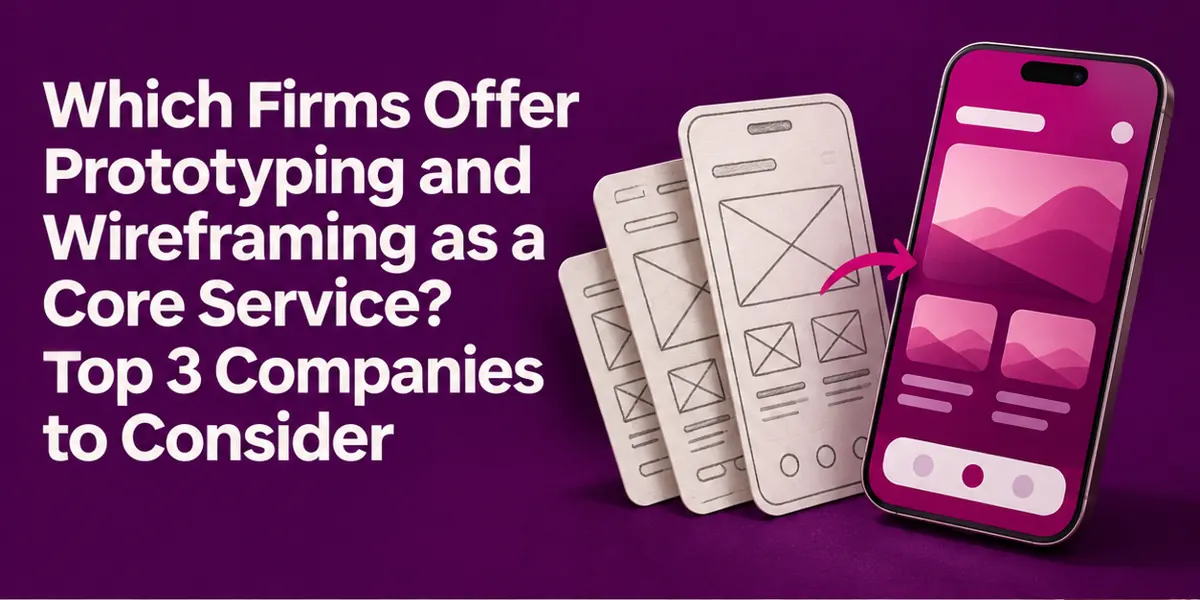 Which Firms Offer
Prototyping and
Wireframing as a
Core Service?
Top 3 Companies
to Consider